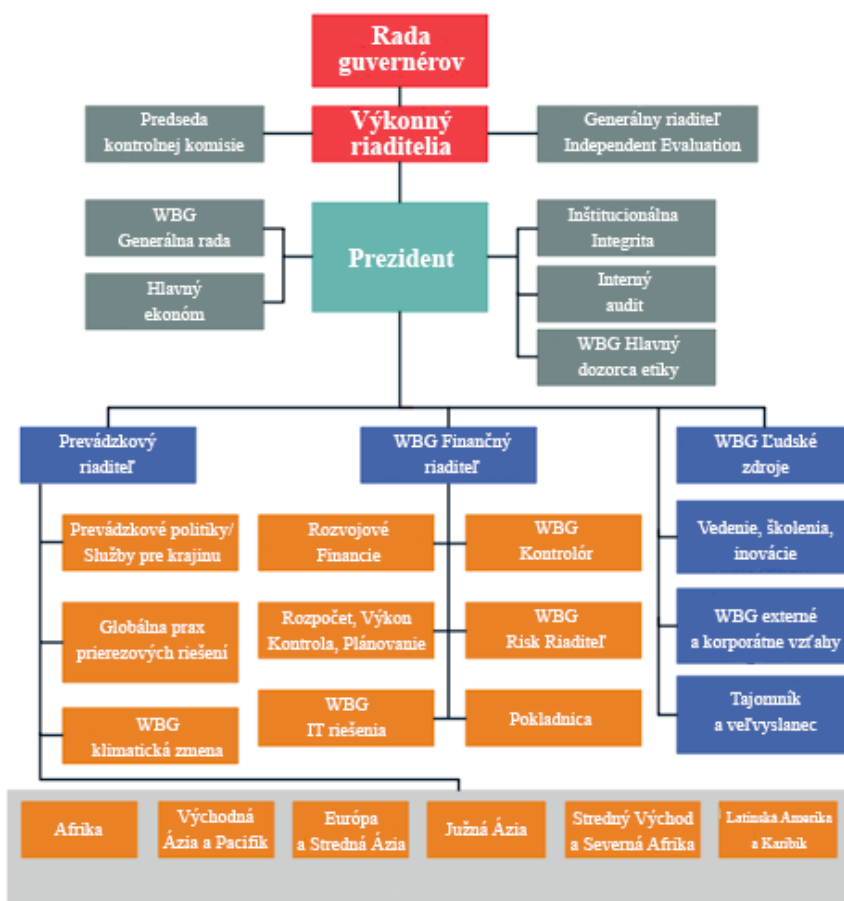 Rada
guvernérov
Predseda
kontrolnej komisie
Výkonný
riaditelia
Generálny riaditeľ
Independent Evaluation
WBG
Generálna rada
Hlavný
ekonóm
Prezident
Inštitucionálna
Integrita
Interný
audit
WBG Hlavný
dozorca etiky
Prevádzkový
riaditeľ
WBG Finančný
riaditeľ
WBG Ľudské
zdroje
Prevádzkové politiky/
Služby pre krajinu
Rozvojové
Financie
WBG
Kontrolór
Vedenie, školenia,
inovácie
Globálna prax
prierezových riešení
Rozpočet, Výkon
Kontrola, Plánovanie
WBG
Risk Riaditeľ
WBG externé
a korporátne vzťahy
WBG
klimatická zmena
WBG
IT riešenia
Pokladnica
Tajomník
a veľvyslanec
Afrika
Východná
Ázia a Pacifik
Európa
a Stredná Ázia
Južná Ázia
Stredný Východ
a Severná Afrika
Latinská Amerika
a Karibik